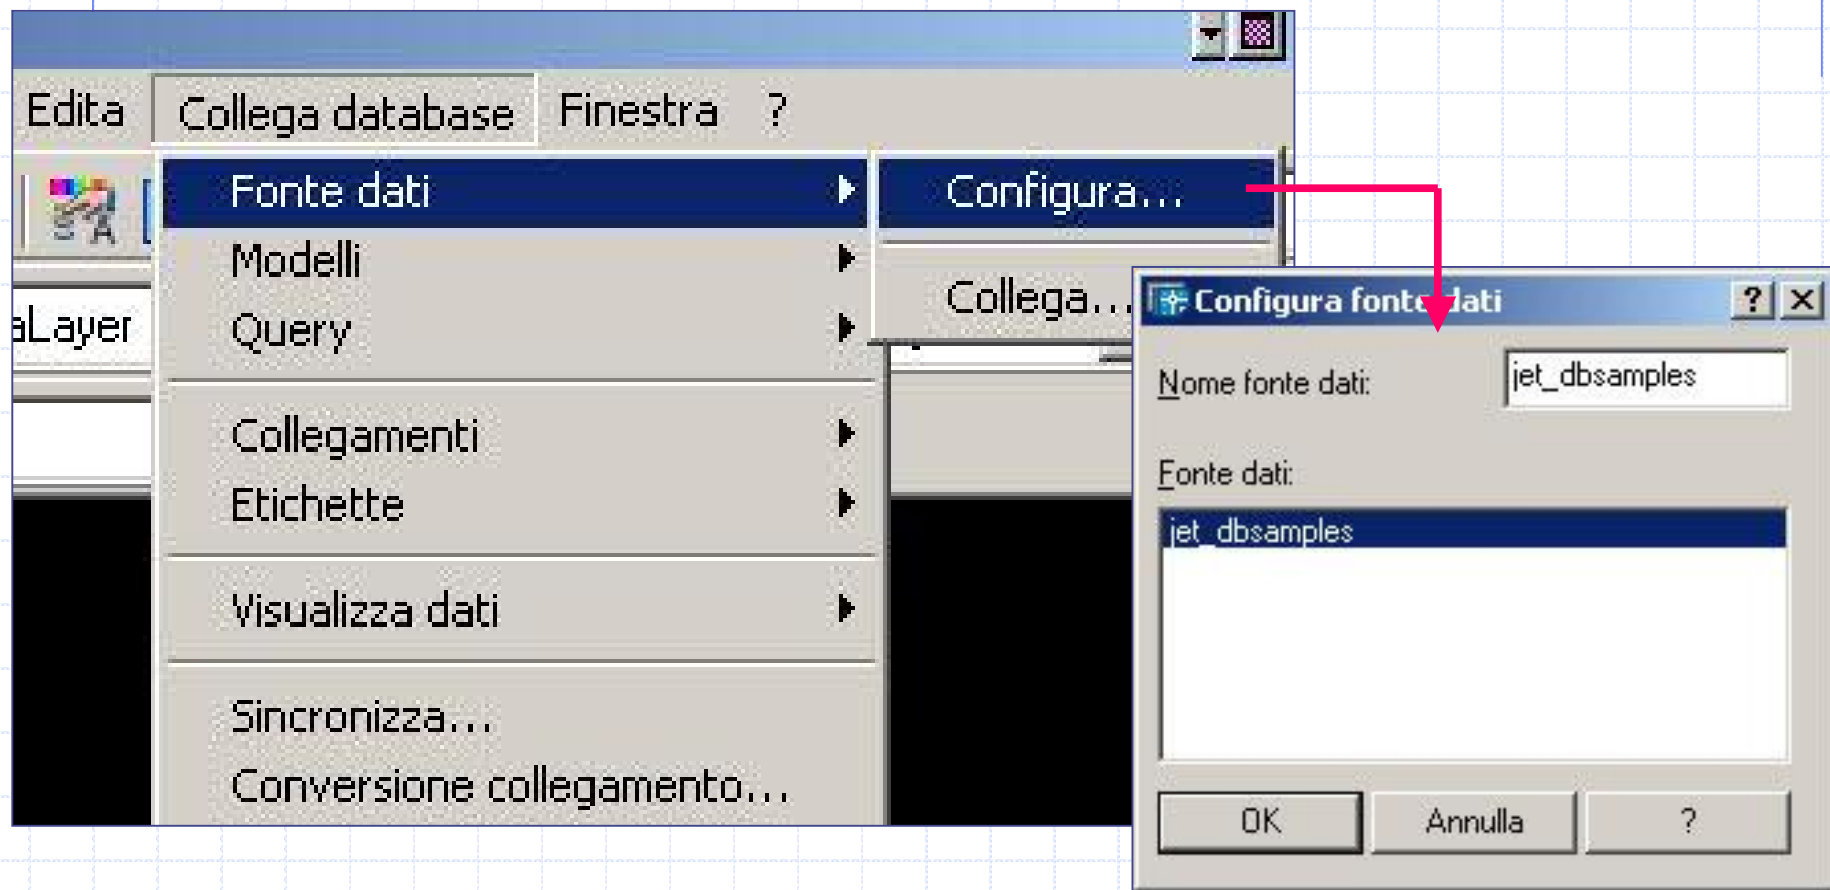 Edita Collega database Finestra ?
Fonte dati
Configura...
Modelli
Collega...
Query
Collegamenti
Etichette
Visualizza dati
Sincronizza...
Conversione collegamento...
aLayer
S A
Configura fonte dati ?
Nome fonte dati: jet_dbsamples
Fonte dati:
jet_dbsamples
OK Annulla ?